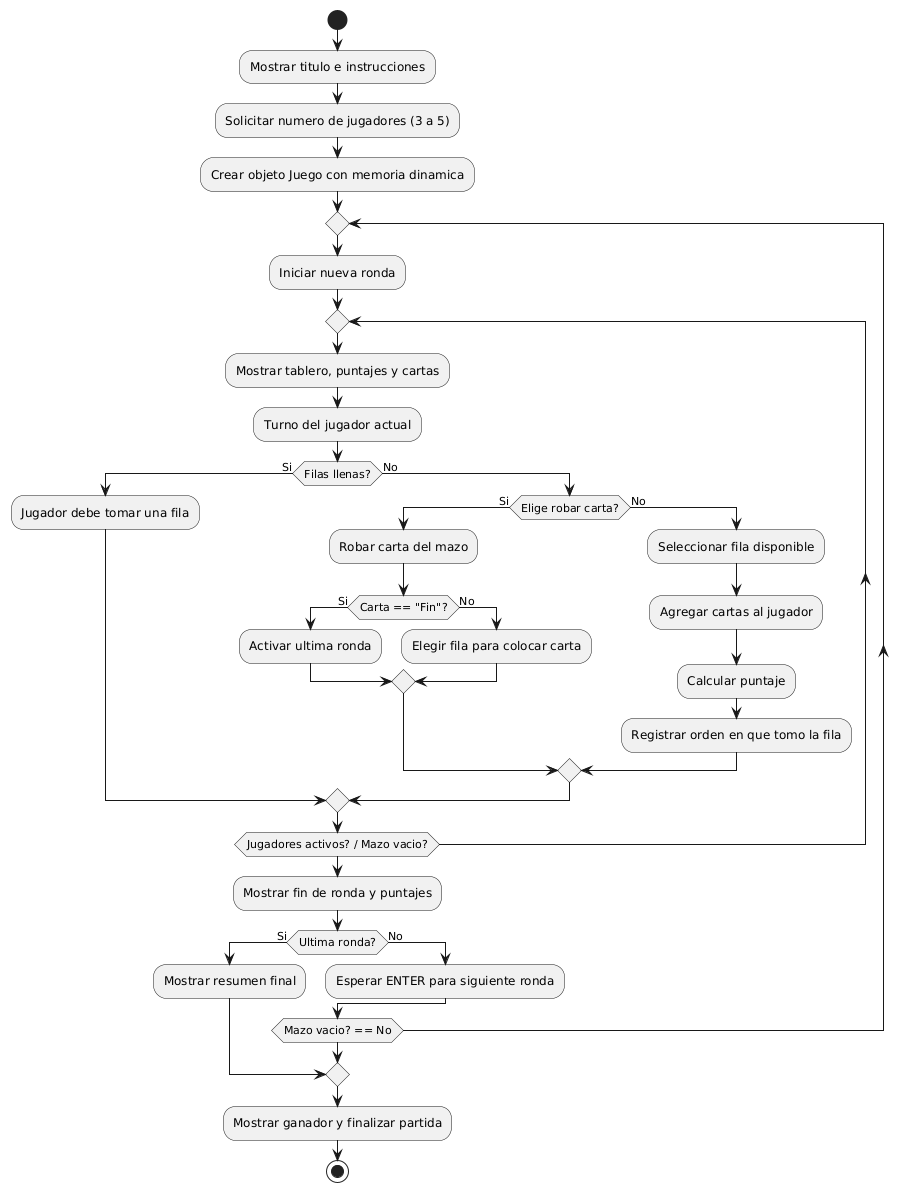 Mostrar titulo e instrucciones
Solicitar numero de jugadores (3 a 5)
Crear objeto Juego con memoria dinamica
Iniciar nueva ronda
Mostrar tablero, puntajes y cartas
Turno del jugador actual
Si
Filas llenas?
No
Jugador debe tomar una fila
Si
Elige robar carta?
No
Robar carta del mazo
Seleccionar fila disponible
Si
Carta == "Fin"?
No
Agregar cartas al jugador
Activar ultima ronda
Elegir fila para colocar carta
Calcular puntaje
Registrar orden en que tomo la fila
Jugadores activos? / Mazo vacio?
Mostrar fin de ronda y puntajes
Si
Ultima ronda?
No
Mostrar resumen final
Esperar ENTER para siguiente ronda
Mazo vacio? == No
Mostrar ganador y finalizar partida